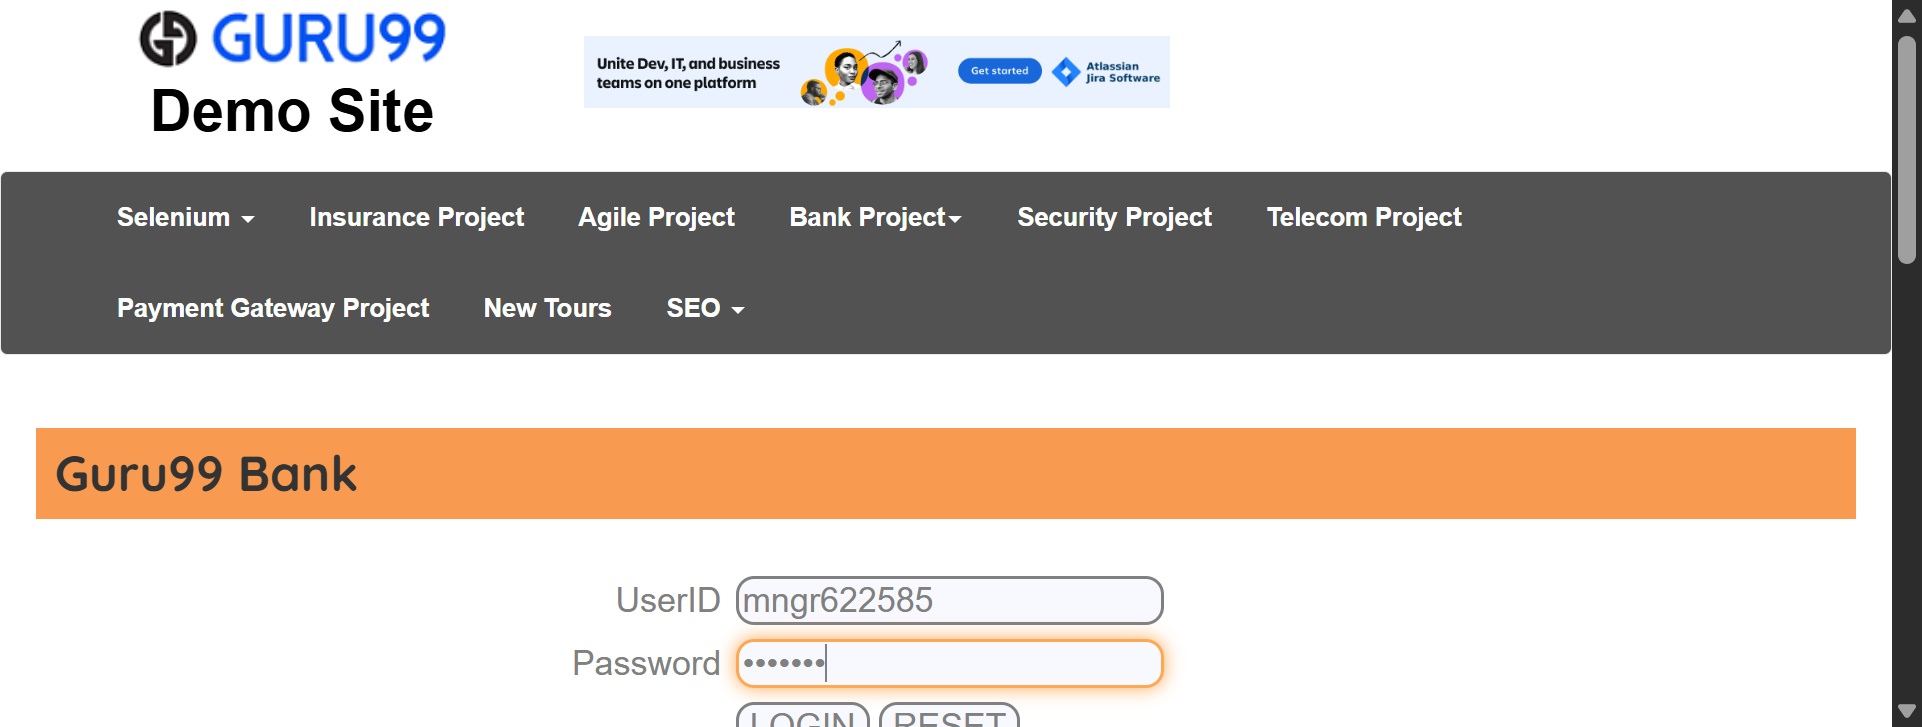 GURU99
Demo Site
Unite Dev, IT, and business
teams on one platform
Get started
Atlassian
Jira Software
Selenium
Insurance Project
Agile Project
Bank Project
Security Project
Telecom Project
Payment Gateway Project
New Tours
SEO
Guru99 Bank
UserID mngr622585
Password •••••••
LOGIN RESET